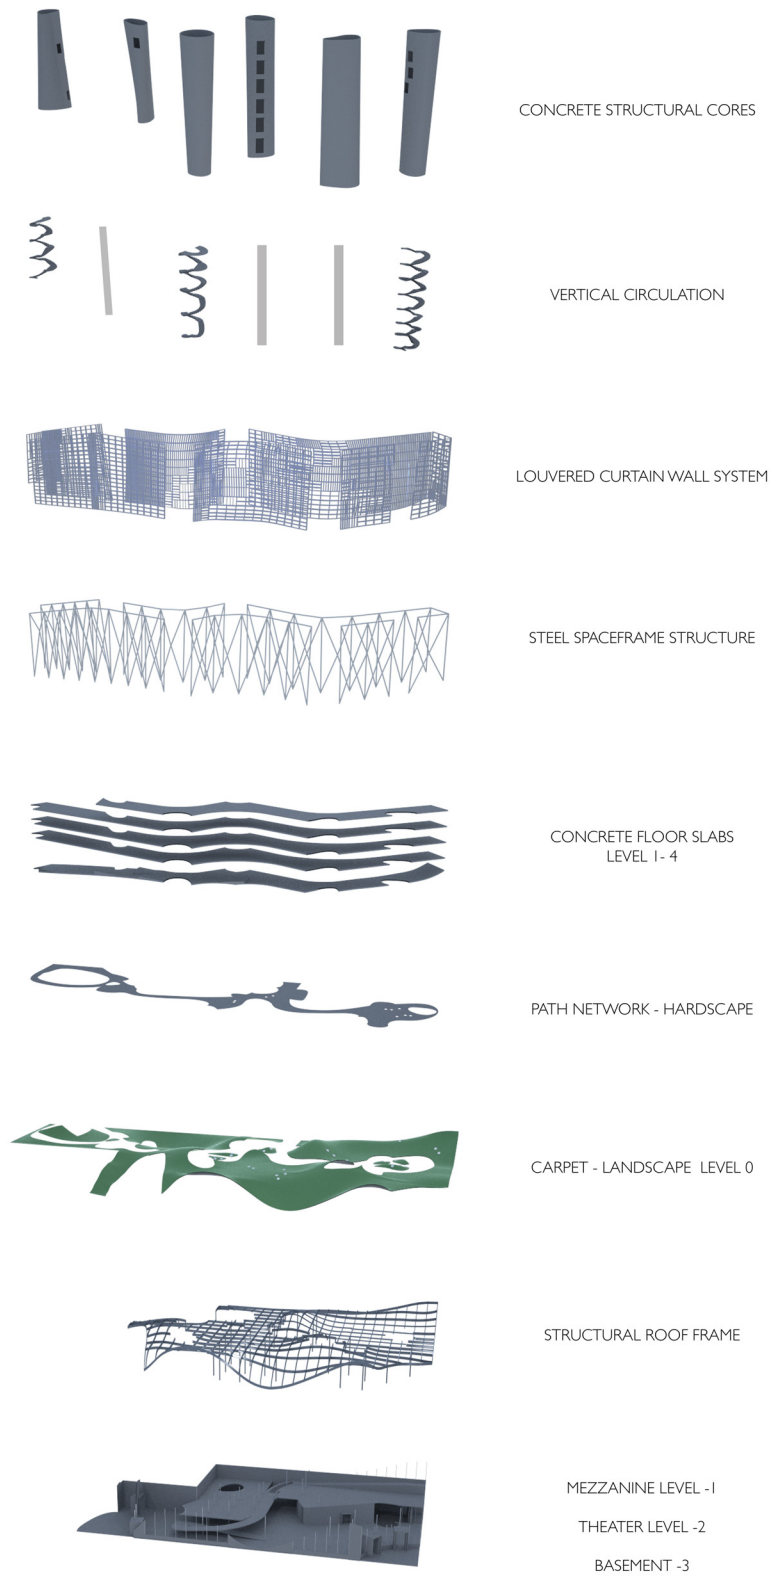 CONCRETE STRUCTURAL CORES
VERTICAL CIRCULATION
LOUVERED CURTAIN WALL SYSTEM
STEEL SPACEFRAME STRUCTURE
CONCRETE FLOOR SLABS
LEVEL 1- 4
PATH NETWORK - HARDSCAPE
CARPET - LANDSCAPE LEVEL 0
STRUCTURAL ROOF FRAME
MEZZANINE LEVEL -1
THEATER LEVEL -2
BASEMENT -3